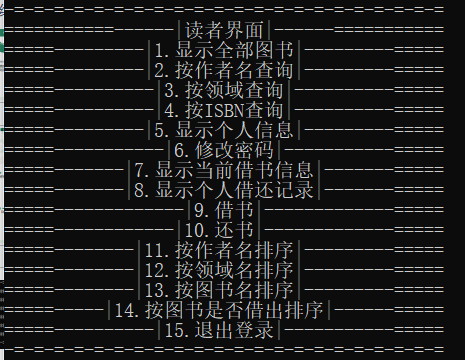 读者界面
1.显示全部图书
2.按作者名查询
3.按领域查询
4.按ISBN查询
5.显示个人信息
6.修改密码
7.显示当前借书信息
8.显示个人借还记录
9.借书
10.还书
11.按作者名排序
12.按领域名排序
13.按图书名排序
14.按图书是否借出排序
15.退出登录